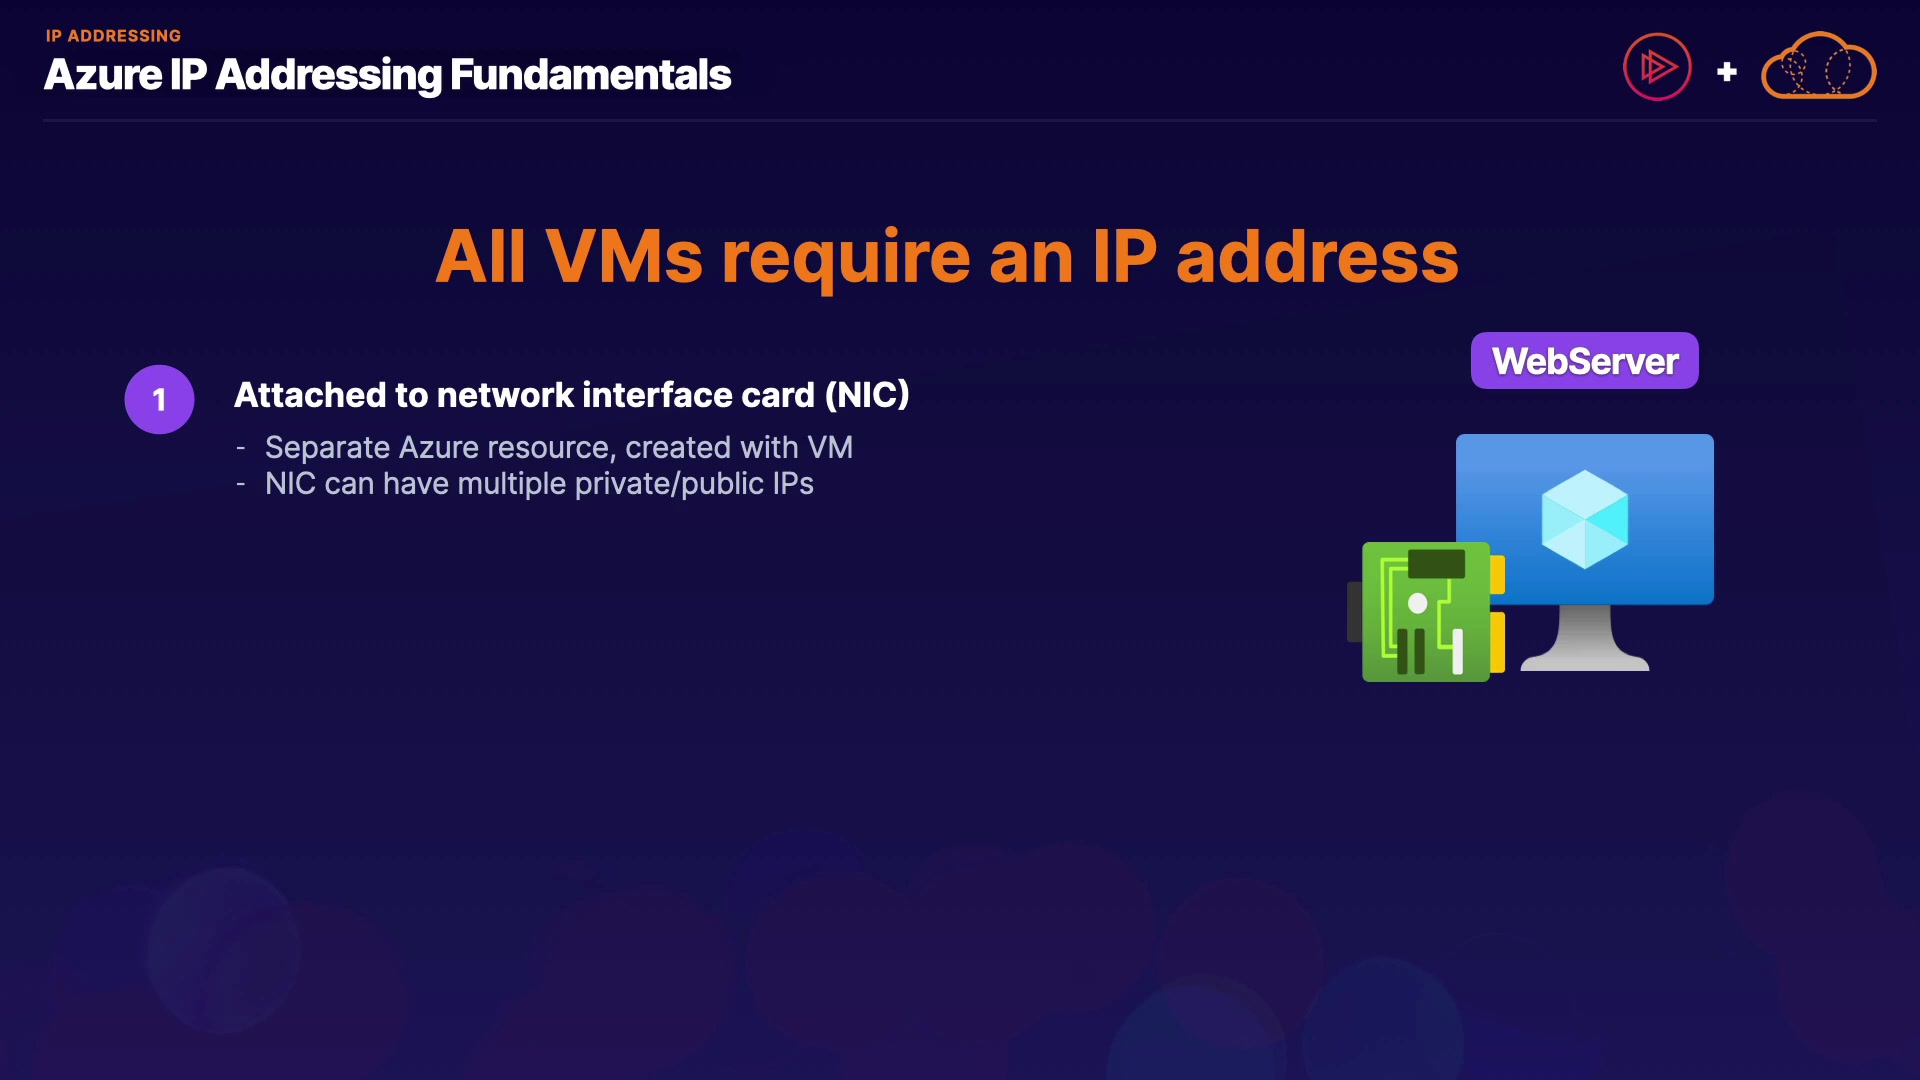 IP ADDRESSING
Azure IP Addressing Fundamentals
+
All VMs require an IP address
WebServer
1
Attached to network interface card (NIC)
- Separate Azure resource, created with VM
- NIC can have multiple private/public IPs